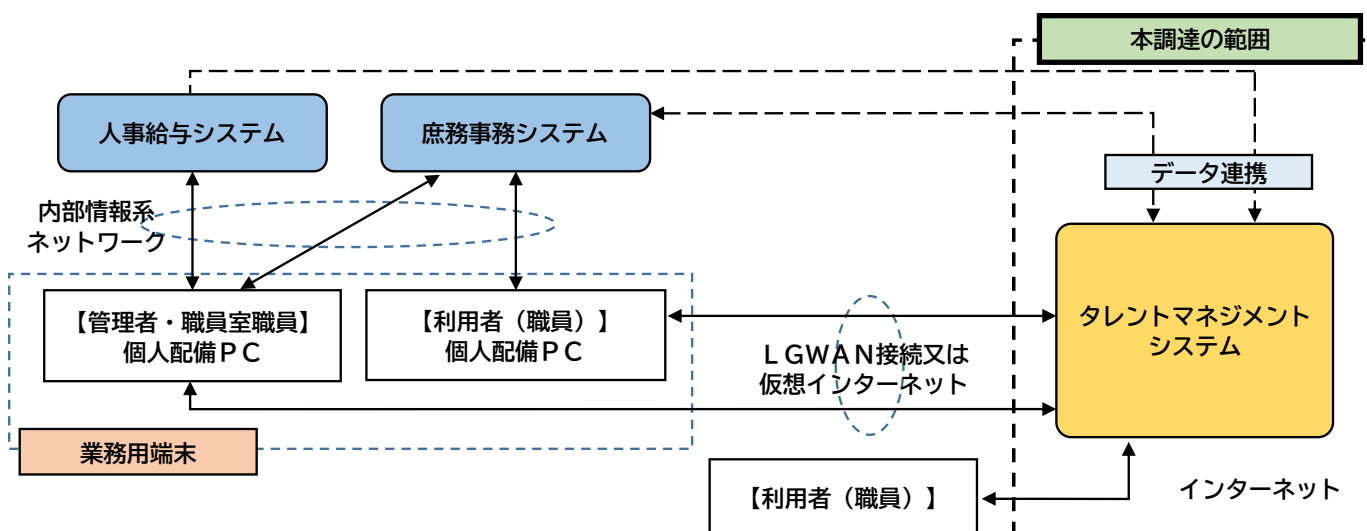 本調達の範囲
人事給与システム
庶務事務システム
データ連携
内部情報系
ネットワーク
【管理者・職員室職員】
個人配備ＰＣ
【利用者（職員）】
個人配備ＰＣ
タレントマネジメント
システム
ＬGWＡＮ接続又は
仮想インターネット
業務用端末
【利用者（職員）】
インターネット